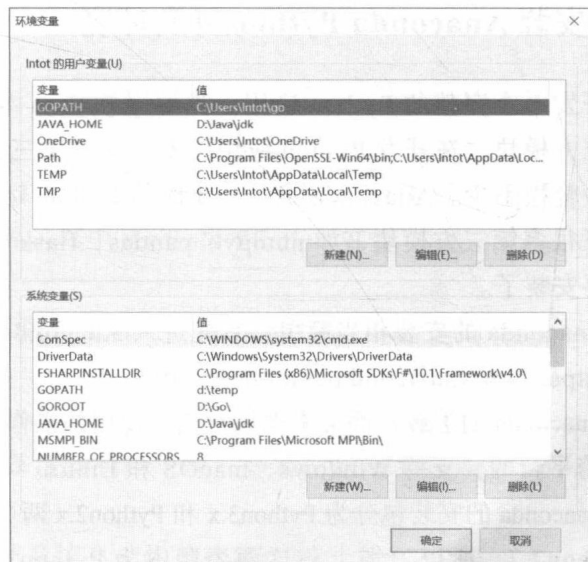 环境变量
Intot 的用户变量(U)
变量 值
GOPATH C:\Users\Intot\go
JAVA_HOME D:\Java\jdk
OneDrive C:\Users\Intot\OneDrive
Path C:\Program Files\OpenSSL-Win64\bin;C:\Users\Intot\AppData\Loc...
TEMP C:\Users\Intot\AppData\Local\Temp
TMP C:\Users\Intot\AppData\Local\Temp
新建(N)... 编辑(E)... 删除(D)
系统变量(S)
变量 值
ComSpec C:\WINDOWS\system32\cmd.exe
DriverData C:\Windows\System32\Drivers\DriverData
FSHARPINSTALLDIR C:\Program Files (x86)\Microsoft SDKs\F#\10.1\Framework\v4.0\
GOPATH d:\temp
GOROOT D:\Go\
JAVA_HOME D:\Java\jdk
MSMPI_BIN C:\Program Files\Microsoft MPI\Bin\
NUMBER_OF_PROCESSORS 8
新建(W)... 编辑(I)... 删除(L)
确定 取消